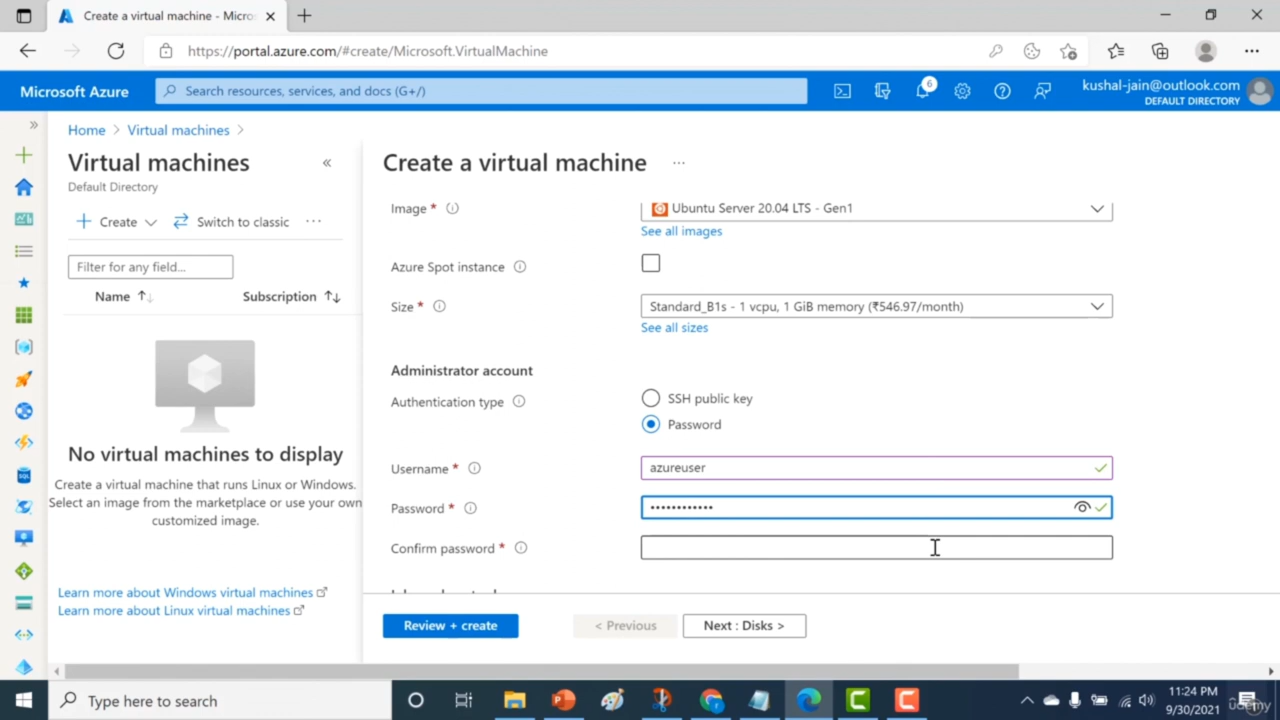 Create a virtual machine - Micro
https://portal.azure.com/#create/Microsoft.VirtualMachine
Microsoft Azure
Search resources, services, and docs (G+/)
6
kushal-jain@outlook.com
DEFAULT DIRECTORY
Home > Virtual machines >
Virtual machines
Default Directory
Create
Switch to classic
Filter for any field...
Name
Subscription
No virtual machines to display
Create a virtual machine that runs Linux or Windows.
Select an image from the marketplace or use your own
customized image.
Learn more about Windows virtual machines
Learn more about Linux virtual machines
Create a virtual machine
Image *
Ubuntu Server 20.04 LTS - Gen1
See all images
Azure Spot instance
Size *
Standard_B1s - 1 vcpu, 1 GiB memory (₹546.97/month)
See all sizes
Administrator account
Authentication type
SSH public key
Password
Username *
azureuser
Password *
Confirm password *
Review + create
< Previous
Next : Disks >
Type here to search
11:24 PM
9/30/2021
udemy